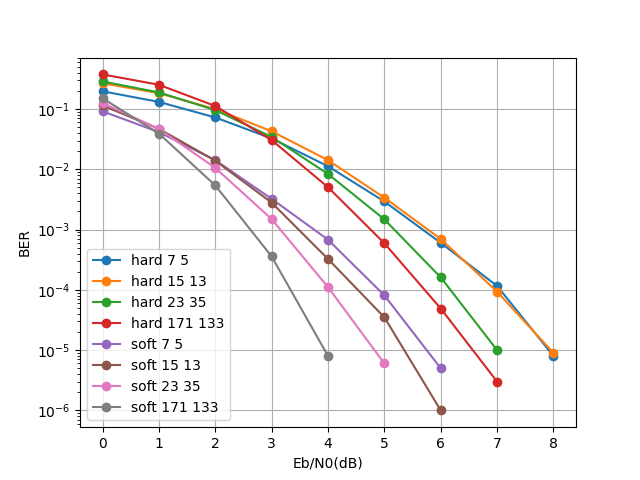 10⁻¹
10⁻²
10⁻³
10⁻⁴
10⁻⁵
10⁻⁶
BER
hard 7 5
hard 15 13
hard 23 35
hard 171 133
soft 7 5
soft 15 13
soft 23 35
soft 171 133
0 1 2 3 4 5 6 7 8
Eb/N0(dB)